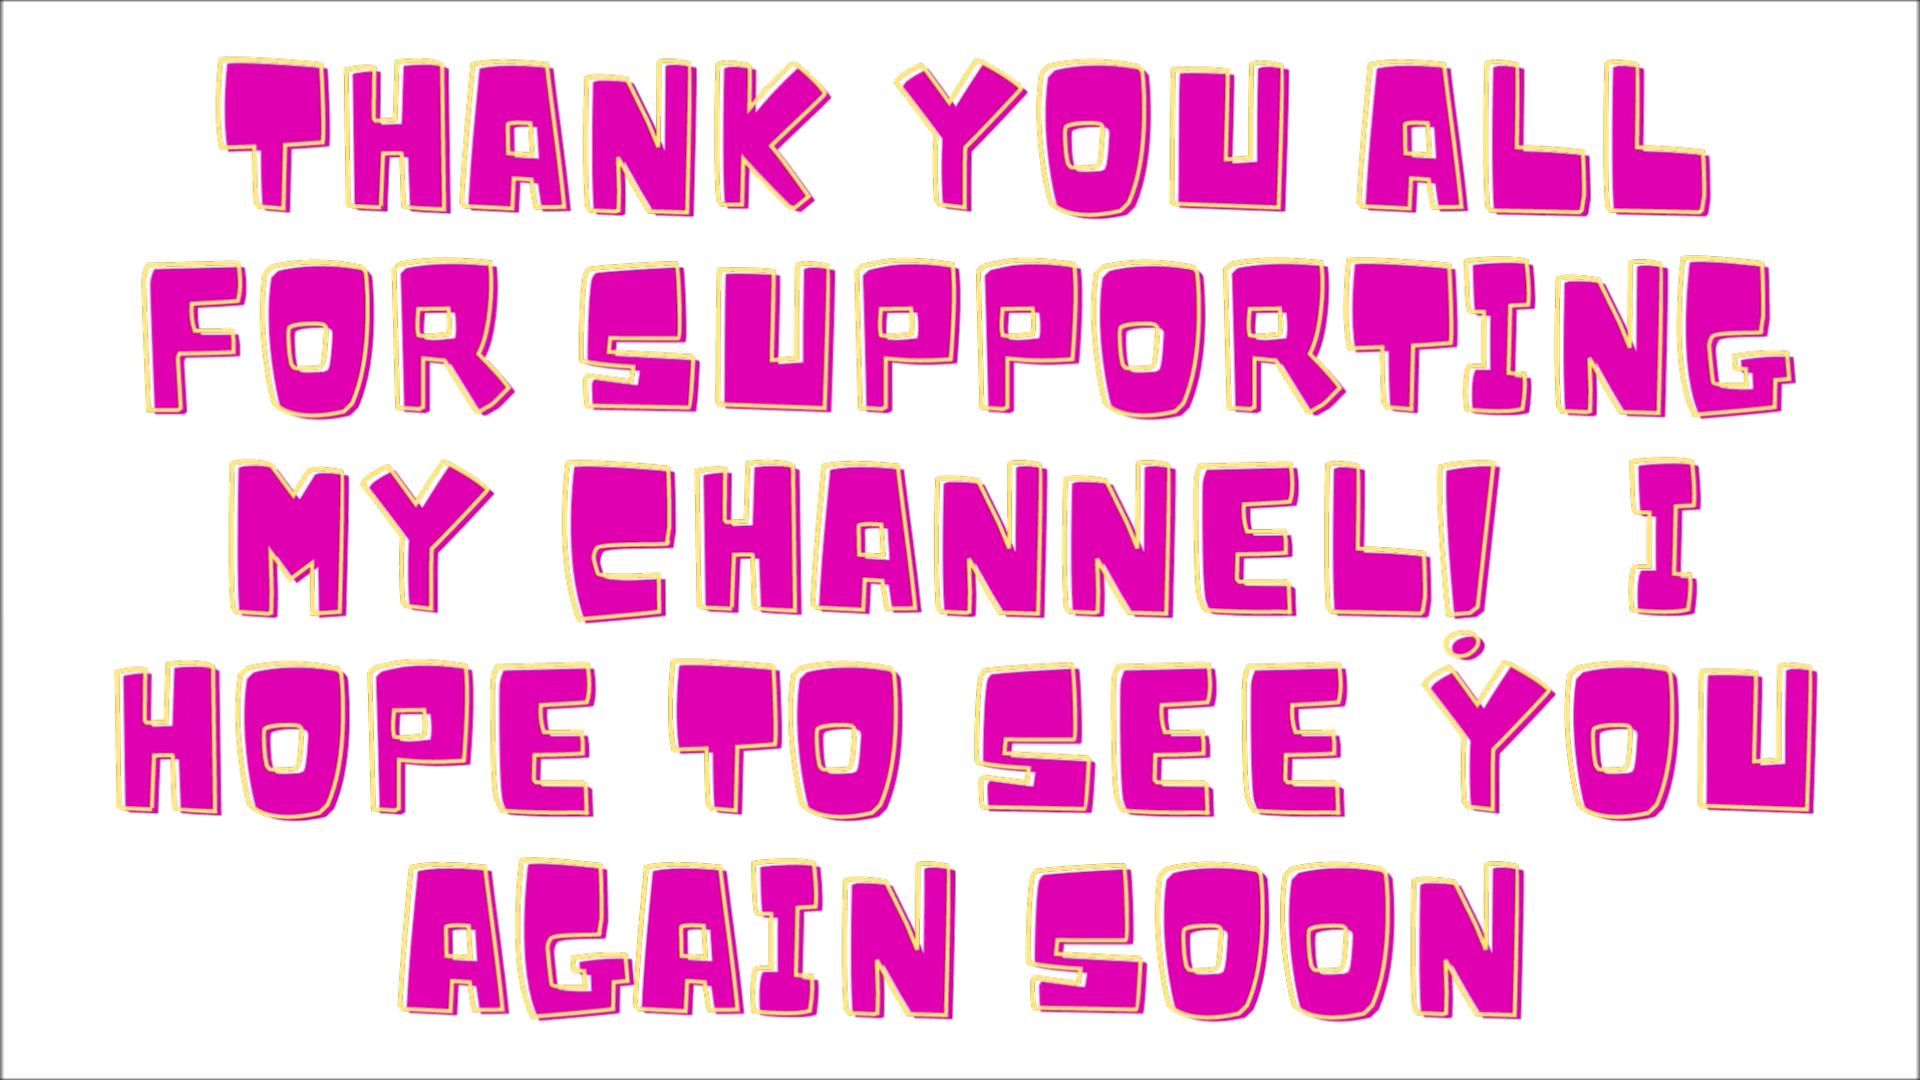 THANK YOU ALL
FOR SUPPORTING
MY CHANNEL! I
HOPE TO SEE YOU
AGAIN SOON